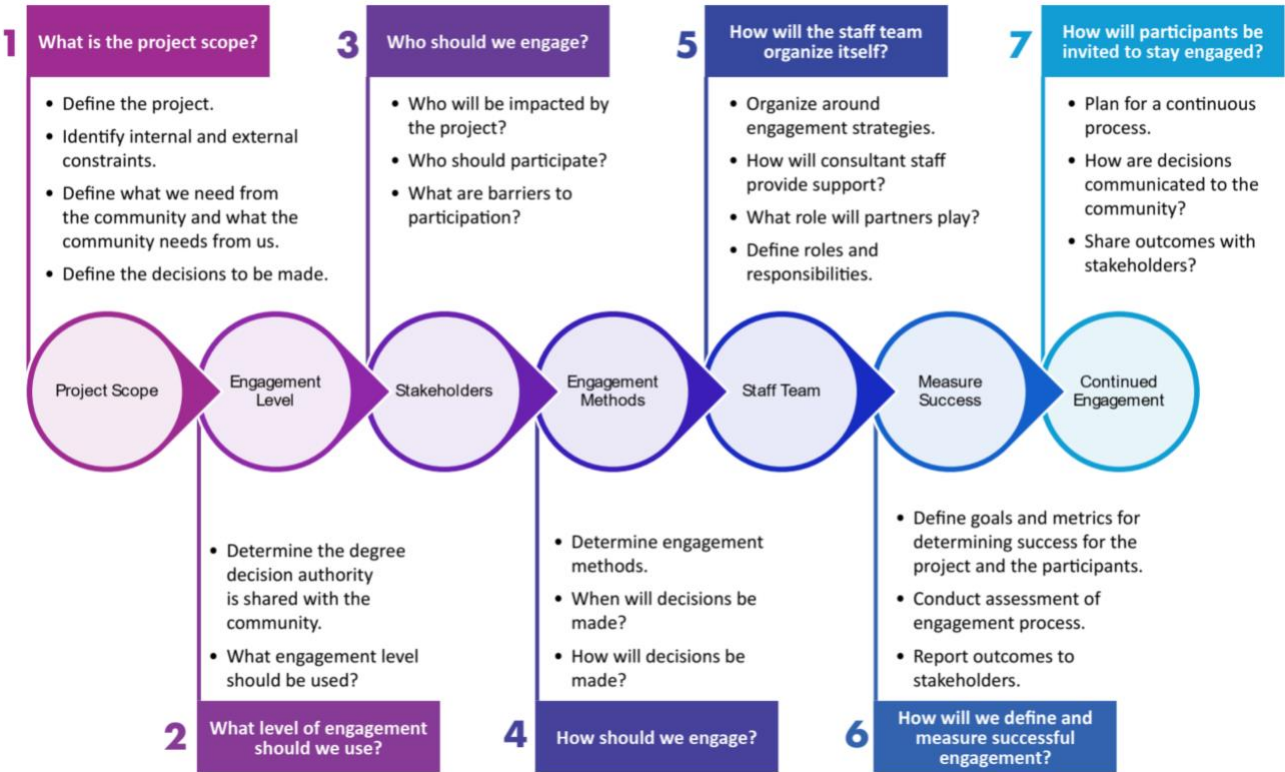 1
What is the project scope?
• Define the project.
• Identify internal and external
constraints.
• Define what we need from
the community and what the
community needs from us.
• Define the decisions to be made.
3
Who should we engage?
• Who will be impacted by
the project?
• Who should participate?
• What are barriers to
participation?
5
How will the staff team
organize itself?
• Organize around
engagement strategies.
• How will consultant staff
provide support?
• What role will partners play?
• Define roles and
responsibilities.
7
How will participants be
invited to stay engaged?
• Plan for a continuous
process.
• How are decisions
communicated to the
community?
• Share outcomes with
stakeholders?
Project Scope
Engagement
Level
Stakeholders
Engagement
Methods
Staff Team
Measure
Success
Continued
Engagement
• Determine the degree
decision authority
is shared with the
community.
• What engagement level
should be used?
2
What level of engagement
should we use?
• Determine engagement
methods.
• When will decisions be
made?
• How will decisions be
made?
4
How should we engage?
• Define goals and metrics for
determining success for the
project and the participants.
• Conduct assessment of
engagement process.
• Report outcomes to
stakeholders.
6
How will we define and
measure successful
engagement?